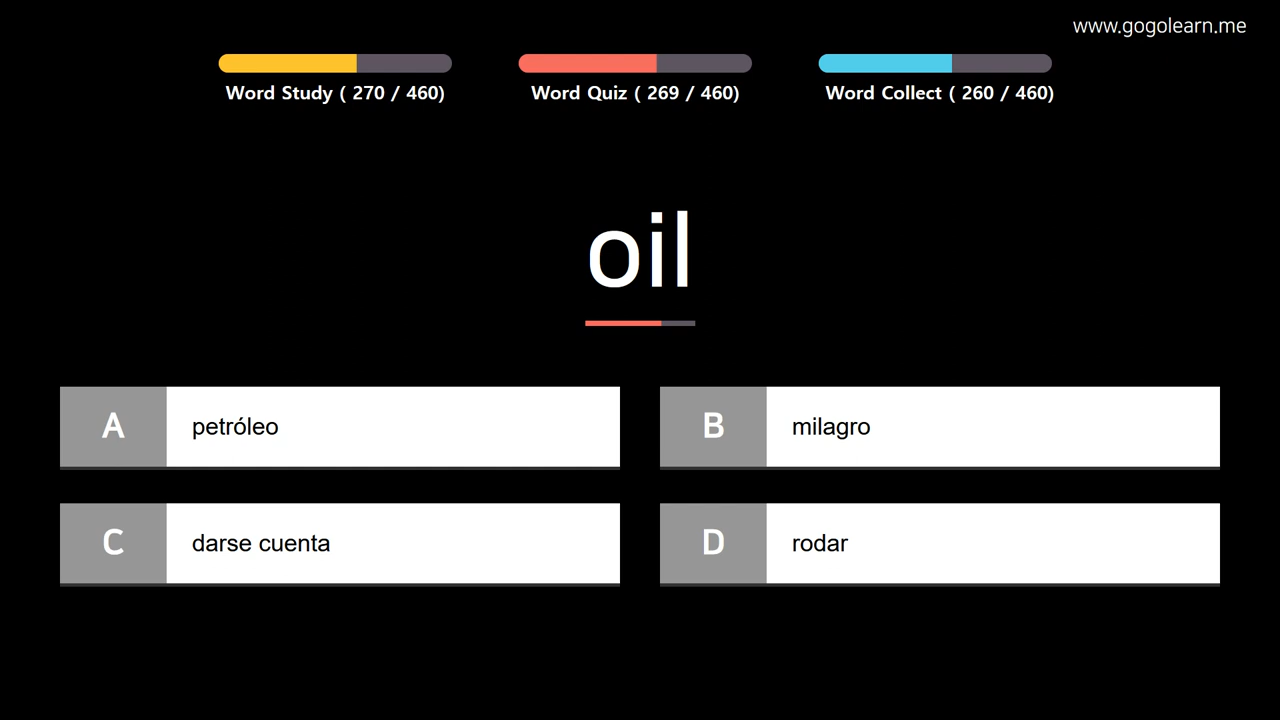 www.gogolearn.me
Word Study ( 270 / 460)
Word Quiz ( 269 / 460)
Word Collect ( 260 / 460)
oil
A petróleo
B milagro
C darse cuenta
D rodar